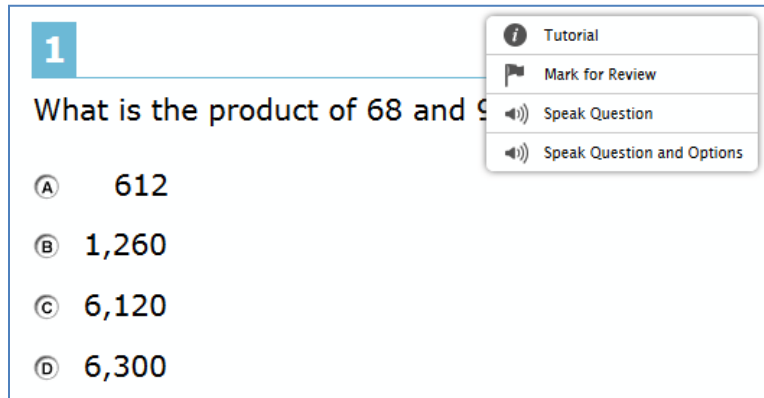 1
Tutorial
Mark for Review
What is the product of 68 and
Speak Question
Speak Question and Options
A 612
B 1,260
C 6,120
D 6,300